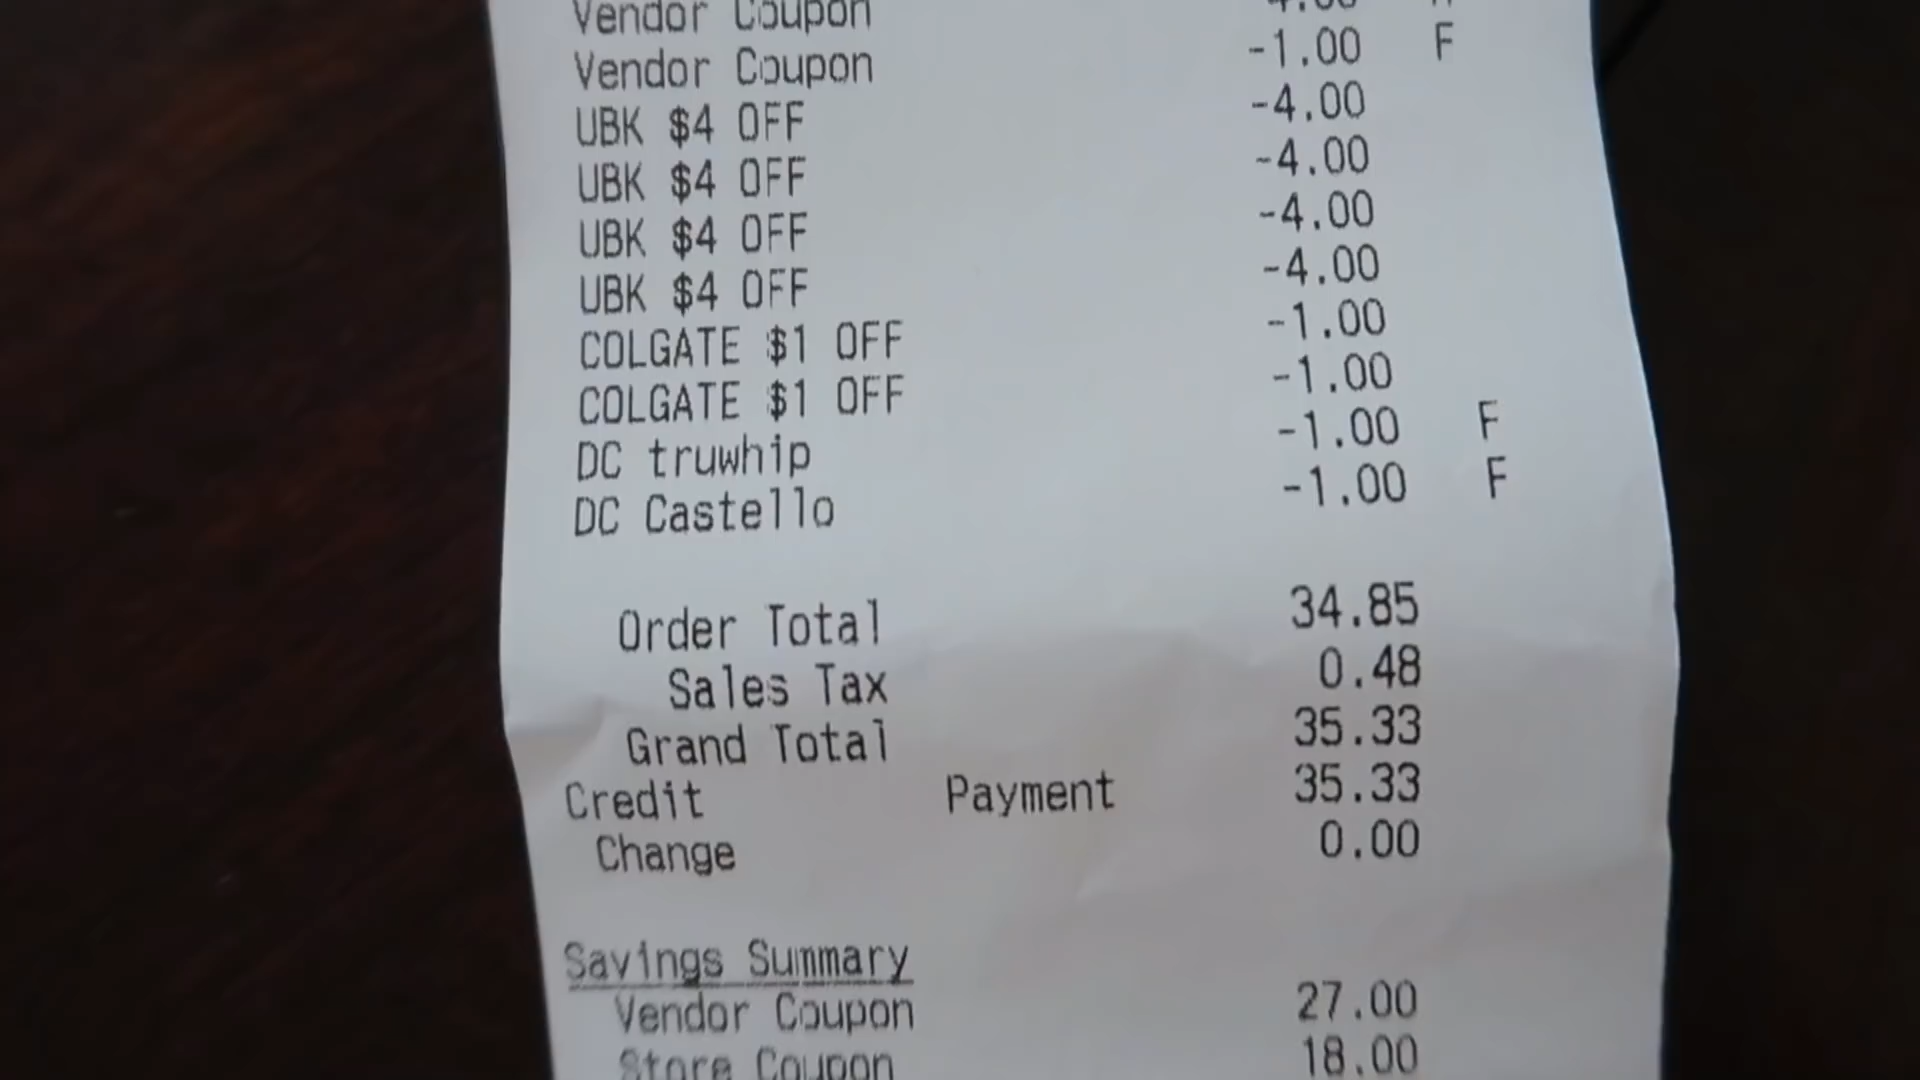 Vendor Coupon
Vendor Coupon -1.00 F
UBK $4 OFF -4.00
UBK $4 OFF -4.00
UBK $4 OFF -4.00
UBK $4 OFF -4.00
COLGATE $1 OFF -1.00
COLGATE $1 OFF -1.00
DC truwhip -1.00 F
DC Castello -1.00 F
Order Total 34.85
Sales Tax 0.48
Grand Total 35.33
Credit Payment 35.33
Change 0.00
Savings Summary
Vendor Coupon 27.00
Store Coupon 18.00